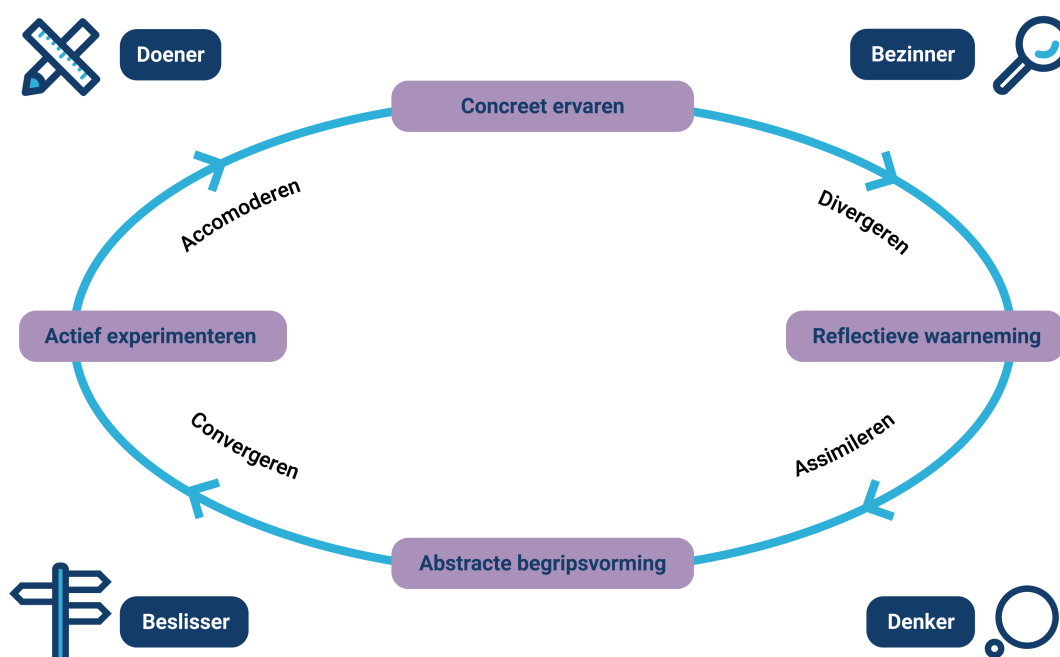 Doener
Bezinner
Concreet ervaren
Accomoderen
Divergeren
Actief experimenteren
Reflectieve waarneming
Convergeren
Assimileren
Abstracte begripsvorming
Beslisser
Denker